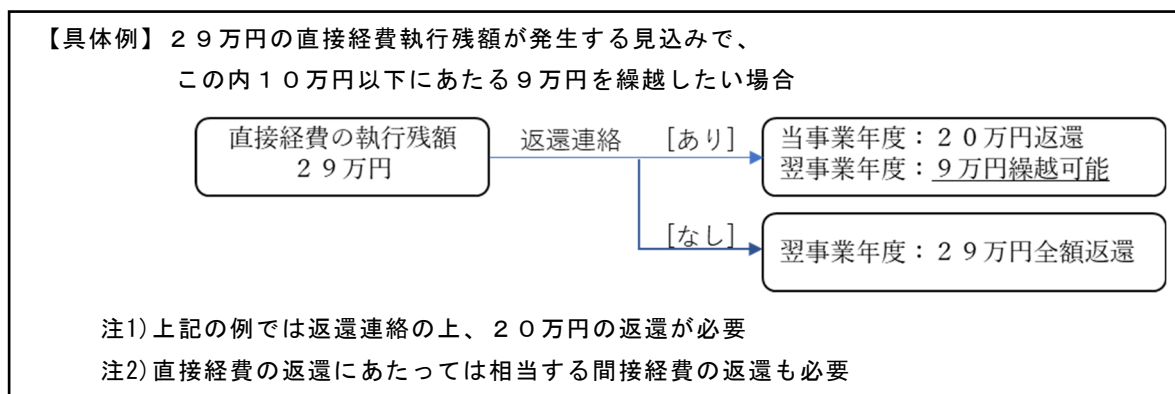 【具体例】２９万円の直接経費執行残額が発生する見込みで、
この内１０万円以下にあたる９万円を繰越したい場合
直接経費の執行残額
２９万円
返還連絡 [あり]
当事業年度：２０万円返還
翌事業年度：９万円繰越可能
[なし]
翌事業年度：２９万円全額返還
注1)上記の例では返還連絡の上、２０万円の返還が必要
注2)直接経費の返還にあたっては相当する間接経費の返還も必要